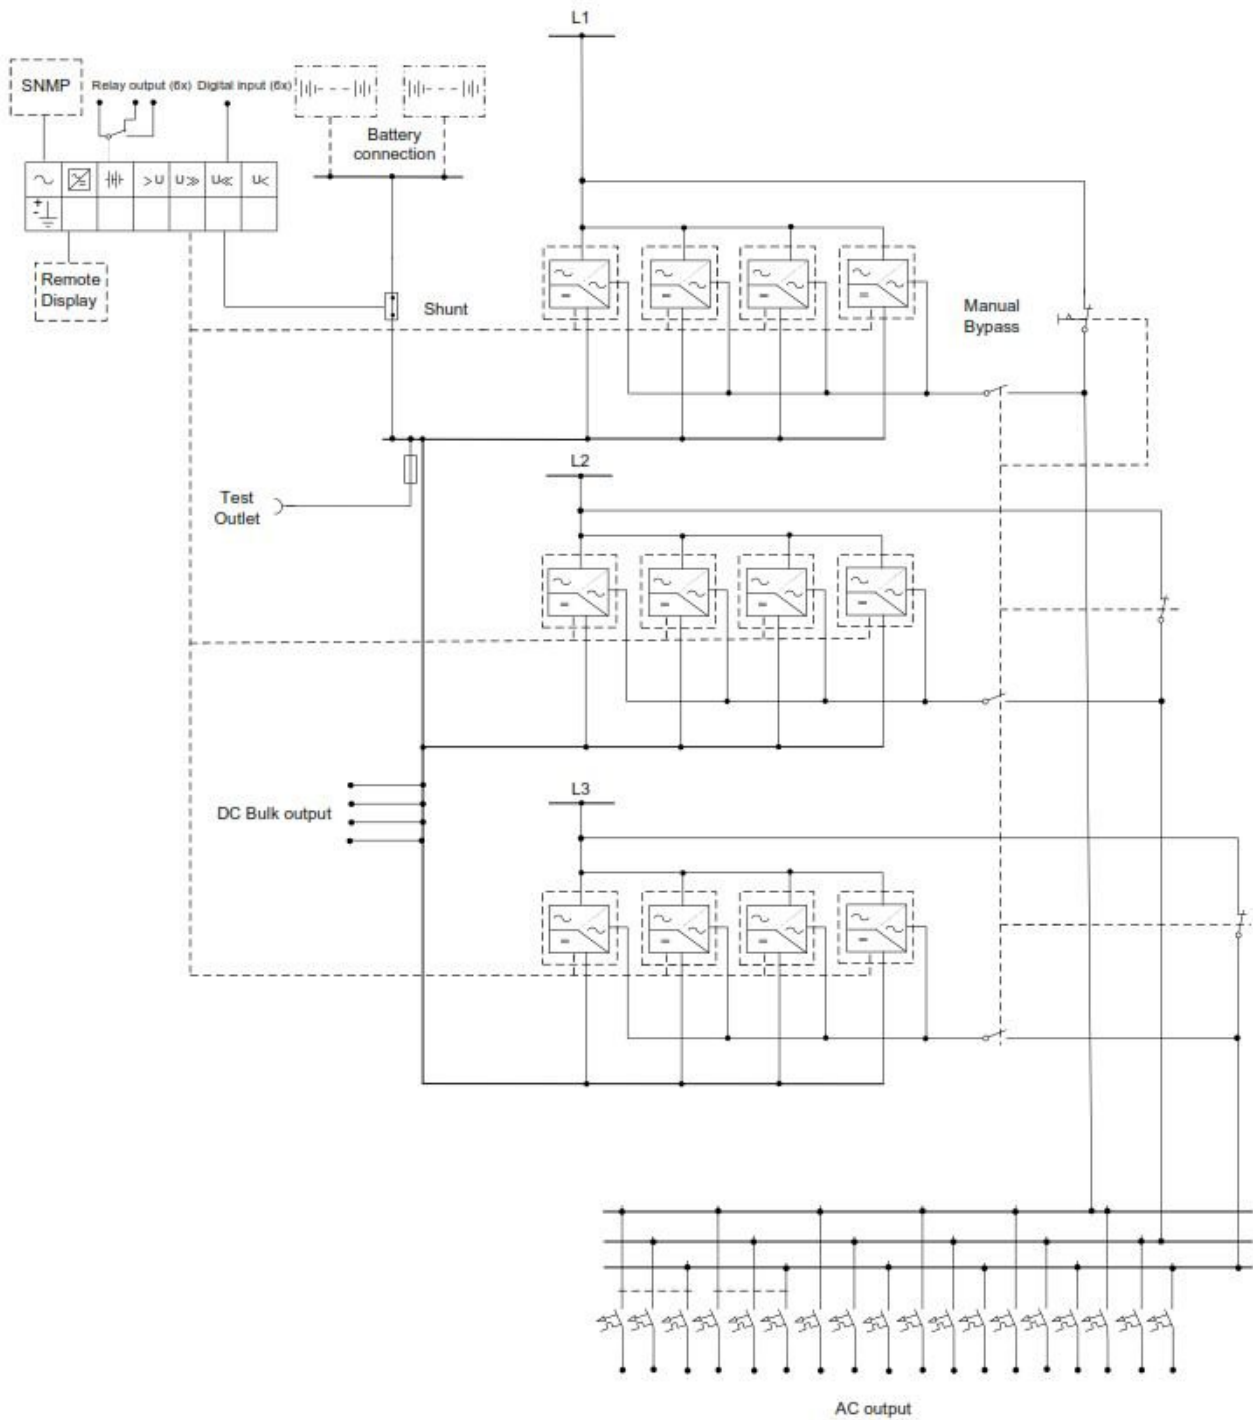 L1
SNMP
Relay output (6x)
Digital input (6x)
Battery
connection
>U
U>>
U<<
U<
Remote
Display
Shunt
Manual
Bypass
L2
Test
Outlet
L3
DC Bulk output
AC output